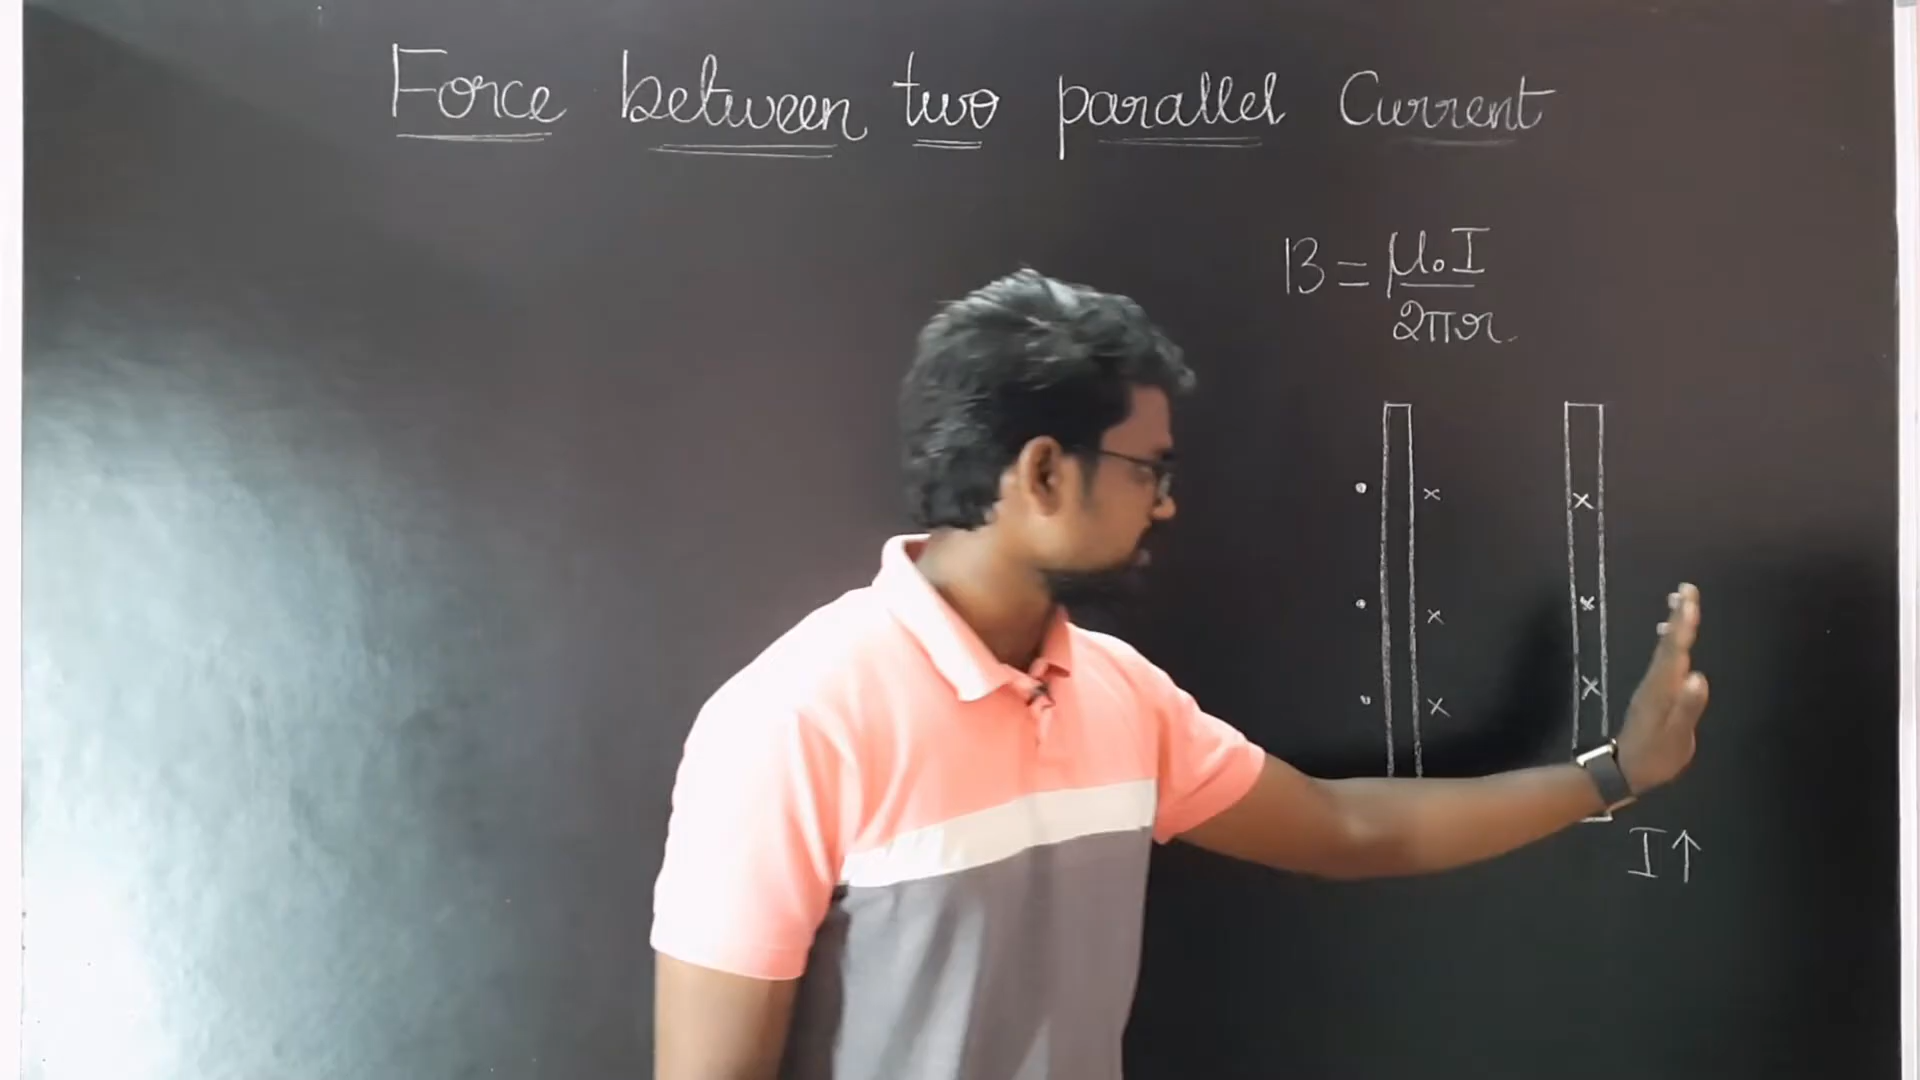 Force between two parallel Current
B = μ₀I
2πr
• × ×
• × ×
• × ×
I↑